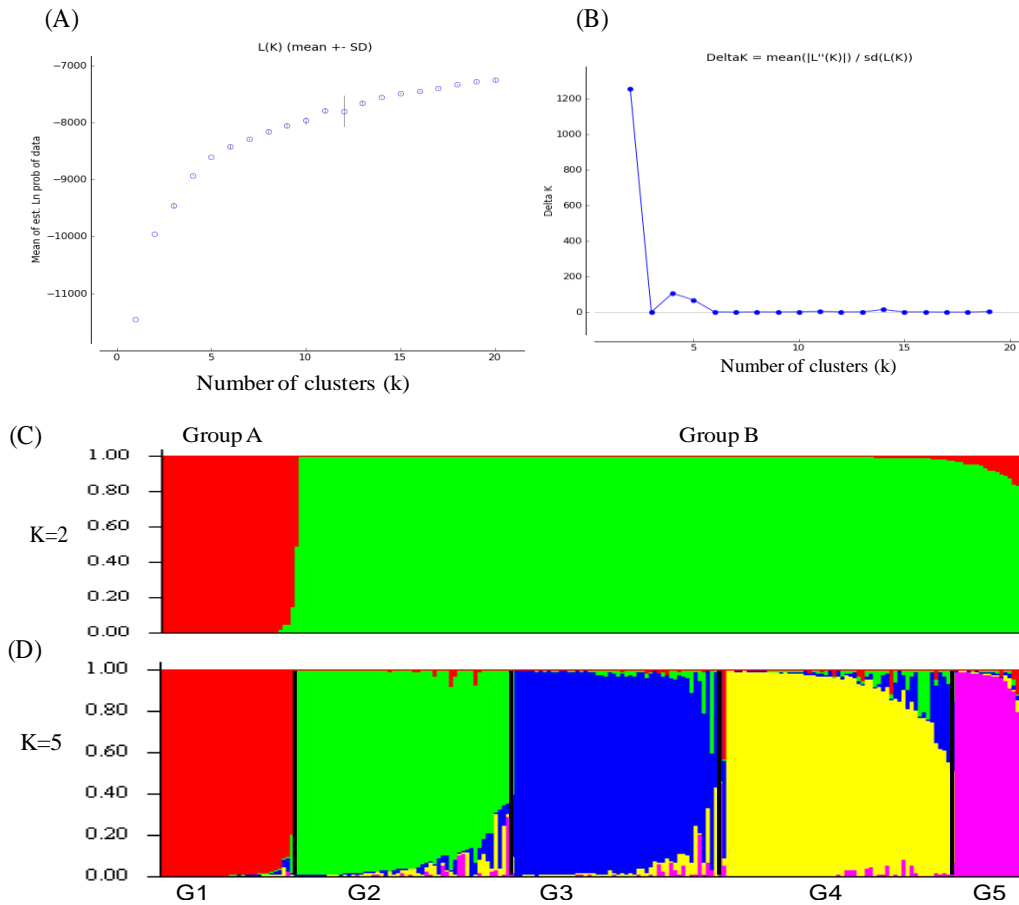 (A)
L(K) (mean +- SD)
Mean of est. Ln prob of data
−7000
−8000
−9000
−10000
−11000
0 5 10 15 20
Number of clusters (k)
(B)
DeltaK = mean(|L''(K)|) / sd(L(K))
Delta K
1200
1000
800
600
400
200
0
5 10 15 20
Number of clusters (k)
(C)
Group A Group B
K=2
1.00
0.80
0.60
0.40
0.20
0.00
(D)
K=5
1.00
0.80
0.60
0.40
0.20
0.00
G1 G2 G3 G4 G5